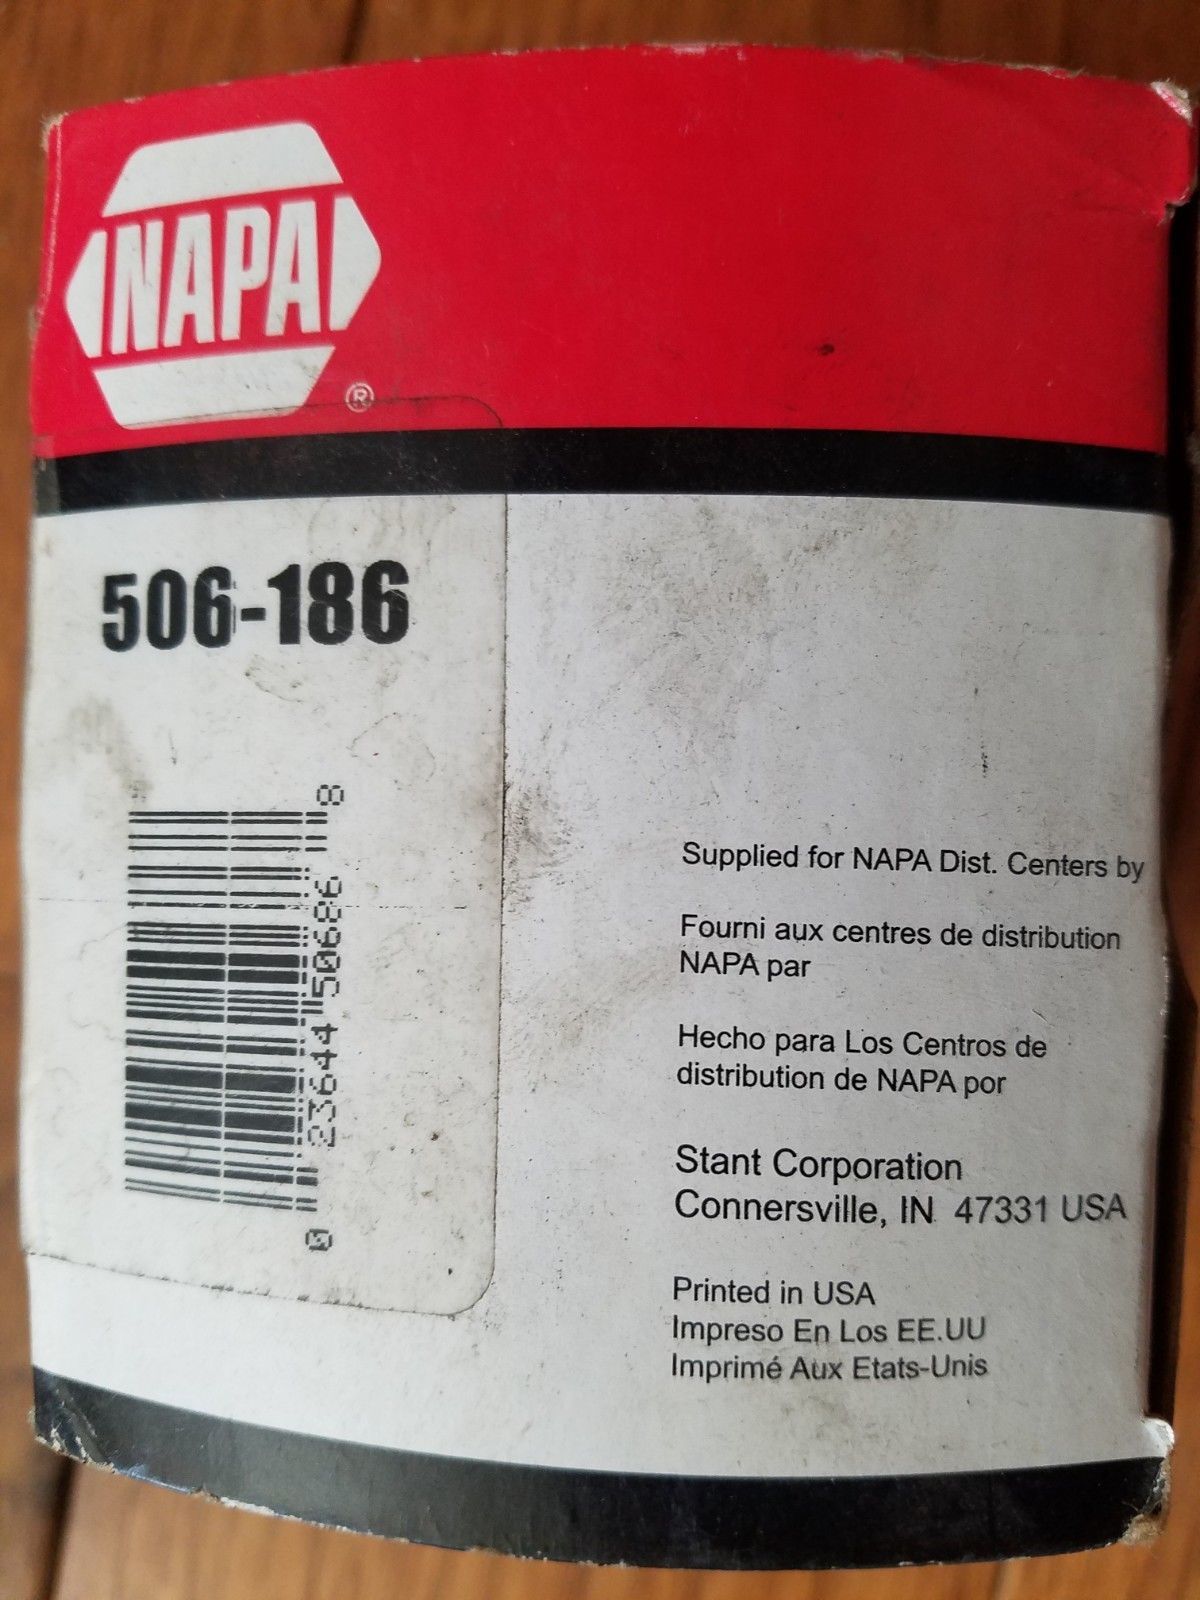 NAPA
®
506-186
0 23644 50686 8
Supplied for NAPA Dist. Centers by
Fourni aux centres de distribution
NAPA par
Hecho para Los Centros de
distribution de NAPA por
Stant Corporation
Connersville, IN 47331 USA
Printed in USA
Impreso En Los EE.UU
Imprimé Aux Etats-Unis